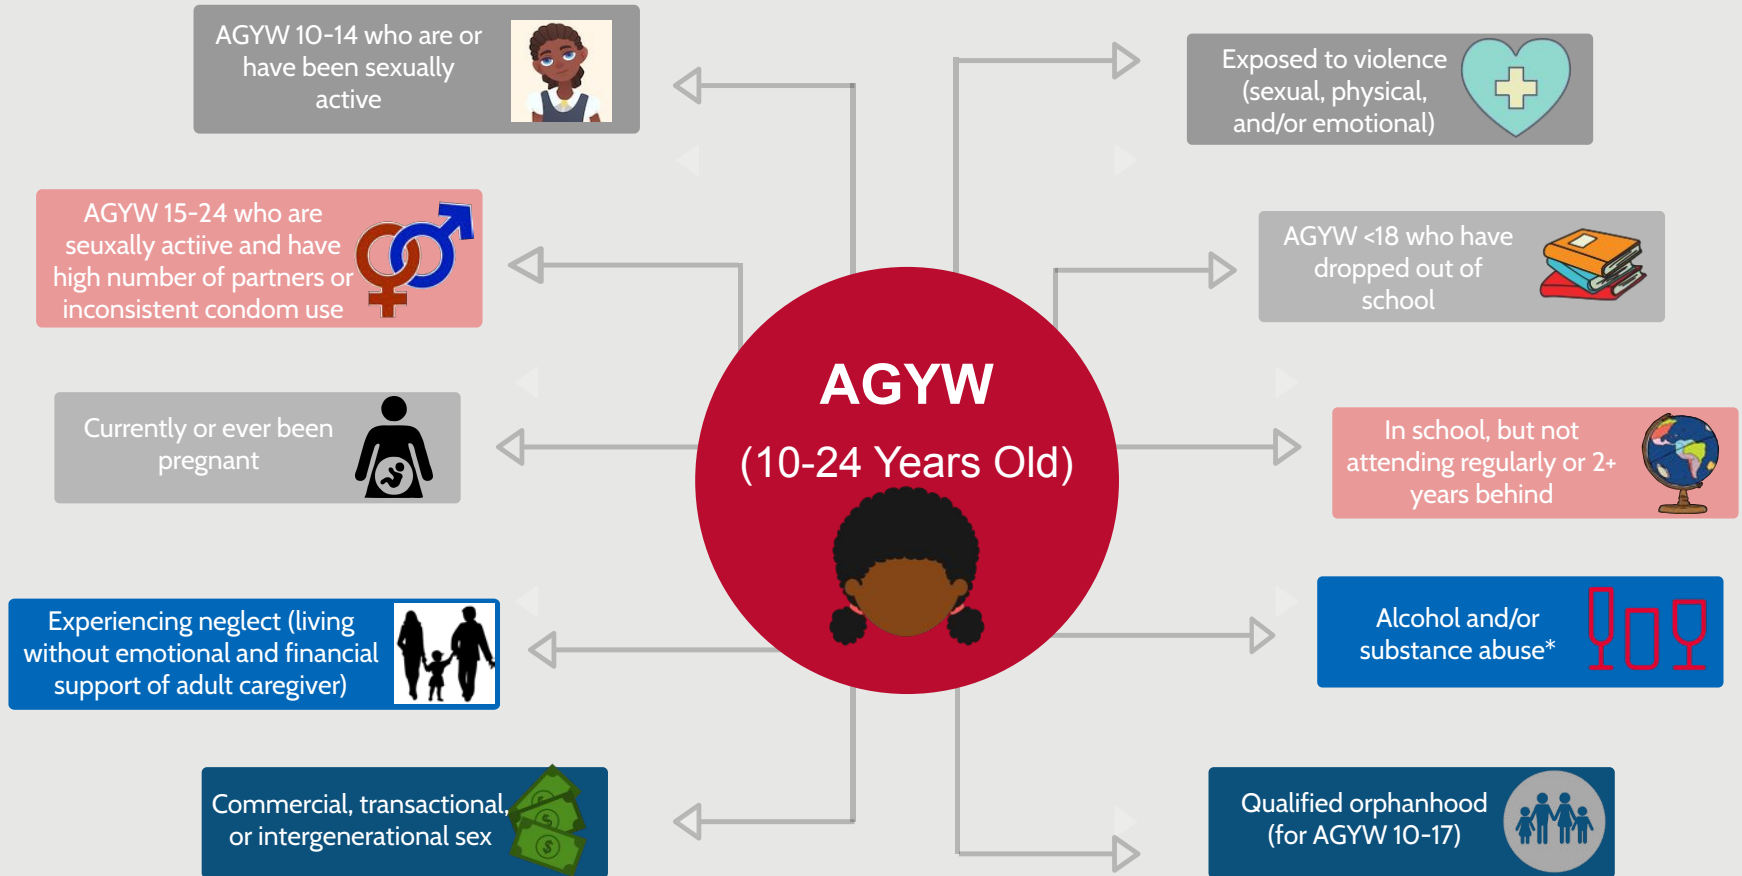 AGYW 10-14 who are or
have been sexually
active
Exposed to violence
(sexual, physical,
and/or emotional)
AGYW 15-24 who are
seuxally actiive and have
high number of partners or
inconsistent condom use
AGYW <18 who have
dropped out of
school
AGYW
(10-24 Years Old)
Currently or ever been
pregnant
In school, but not
attending regularly or 2+
years behind
Experiencing neglect (living
without emotional and financial
support of adult caregiver)
Alcohol and/or
substance abuse*
Commercial, transactional,
or intergenerational sex
Qualified orphanhood
(for AGYW 10-17)